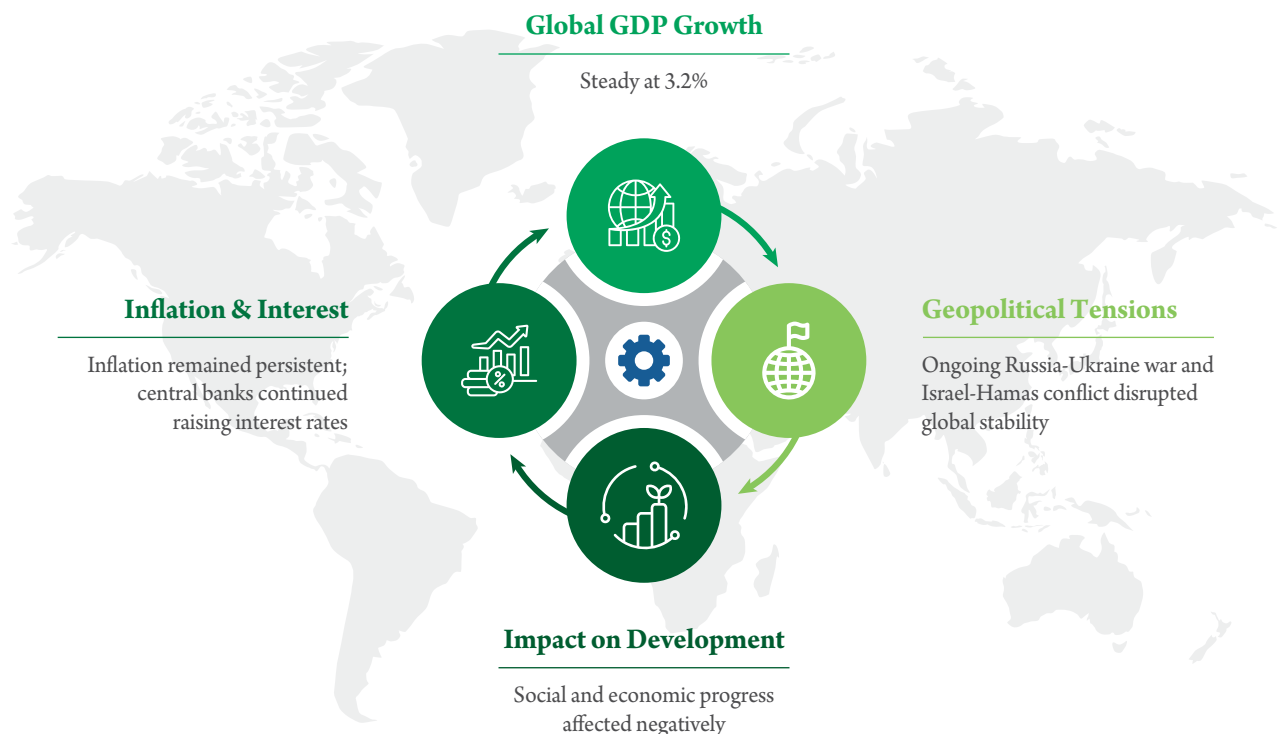 Global GDP Growth
Steady at 3.2%
$
Inflation & Interest
Inflation remained persistent;
central banks continued
raising interest rates
%
Geopolitical Tensions
Ongoing Russia-Ukraine war and
Israel-Hamas conflict disrupted
global stability
Impact on Development
Social and economic progress
affected negatively